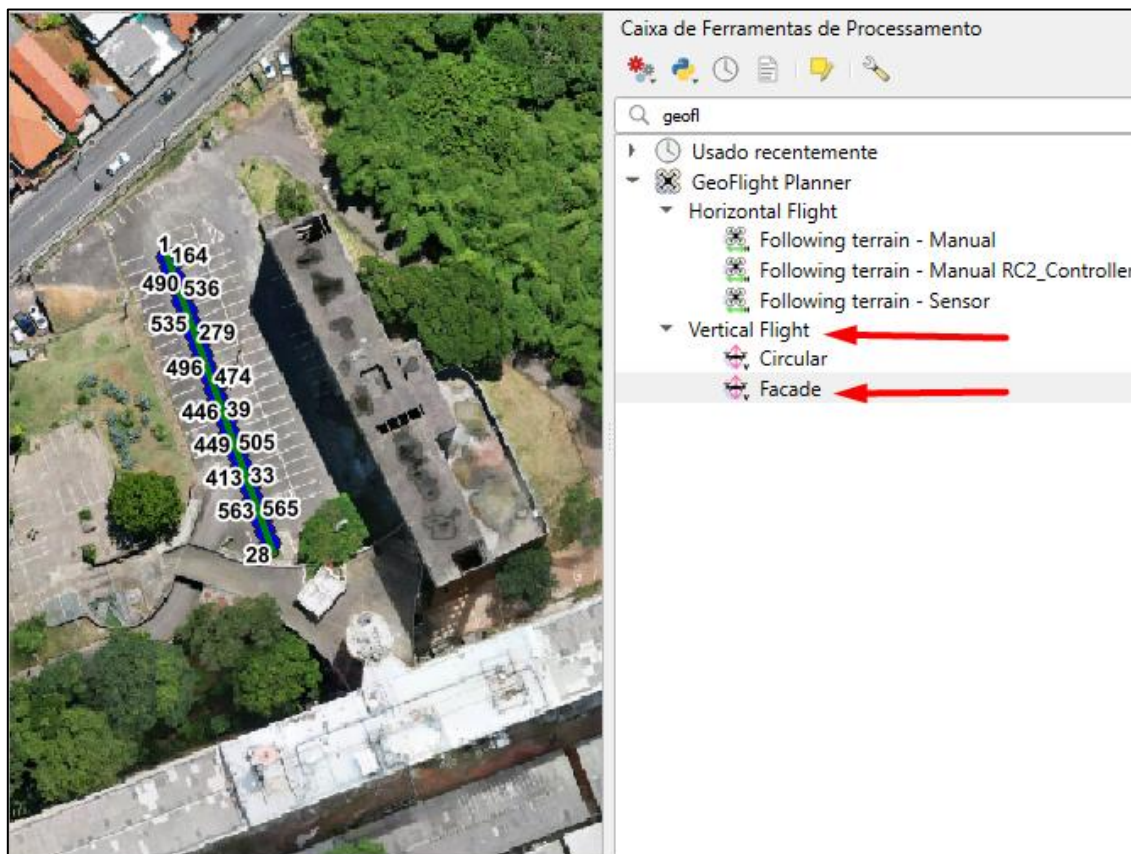 Caixa de Ferramentas de Processamento
geofl
Usado recentemente
GeoFlight Planner
Horizontal Flight
Following terrain - Manual
Following terrain - Manual RC2_Controller
Following terrain - Sensor
Vertical Flight
Circular
Facade
1
164
490
536
535
279
496
474
446
39
449
505
413
33
563
565
28